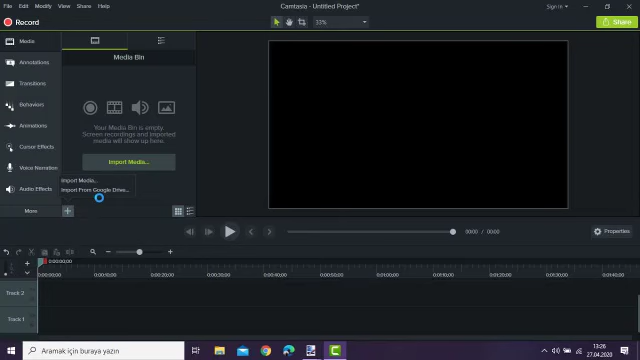 File Edit Modify View Share Help
Camtasia - Untitled Project*
Sign in
Record
33%
Share
Media
Annotations
Transitions
Behaviors
Animations
Cursor Effects
Voice Narration
Audio Effects
More
Media Bin
Your Media Bin is empty.
Screen recordings and imported
media will show up here.
Import Media...
Import Media...
Import From Google Drive...
00:00 / 00:00
Properties
0:00:00;00
0:00:00;00 0:00:10;00 0:00:20;00 0:00:30;00 0:00:40;00 0:00:50;00 0:01:00;00 0:01:10;00 0:01:20;00 0:01:30;00 0:01:40;00
Track 2
Track 1
Aramak için buraya yazın
13:26
27.04.2020